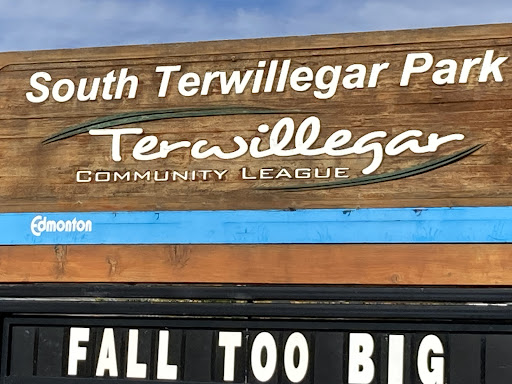 South Terwillegar Park
Terwillegar
COMMUNITY LEAGUE
Edmonton
FALL TOO BIG